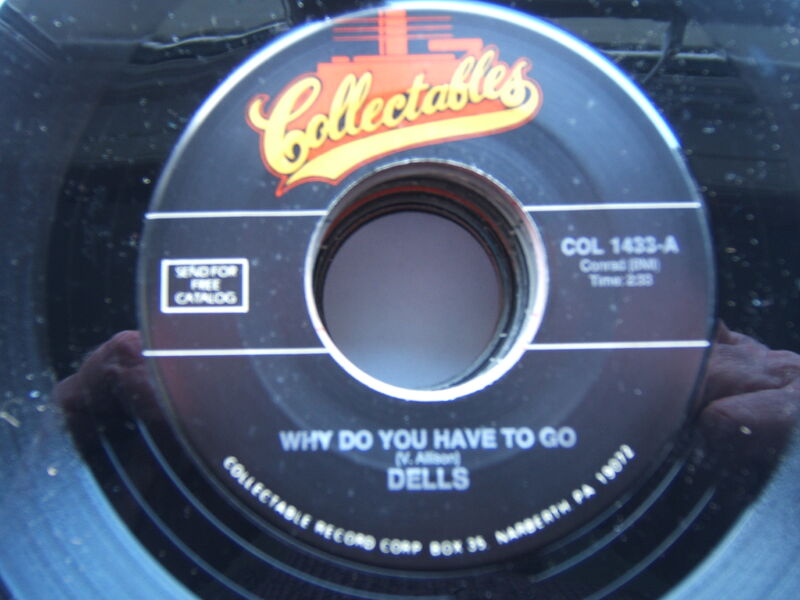 Collectables
COL 1433-A
Conrad (BMI)
Time: 2:33
SEND FOR
FREE
CATALOG
WHY DO YOU HAVE TO GO
(V. Allison)
DELLS
COLLECTABLE RECORD CORP BOX 35, NARBERTH PA 19072